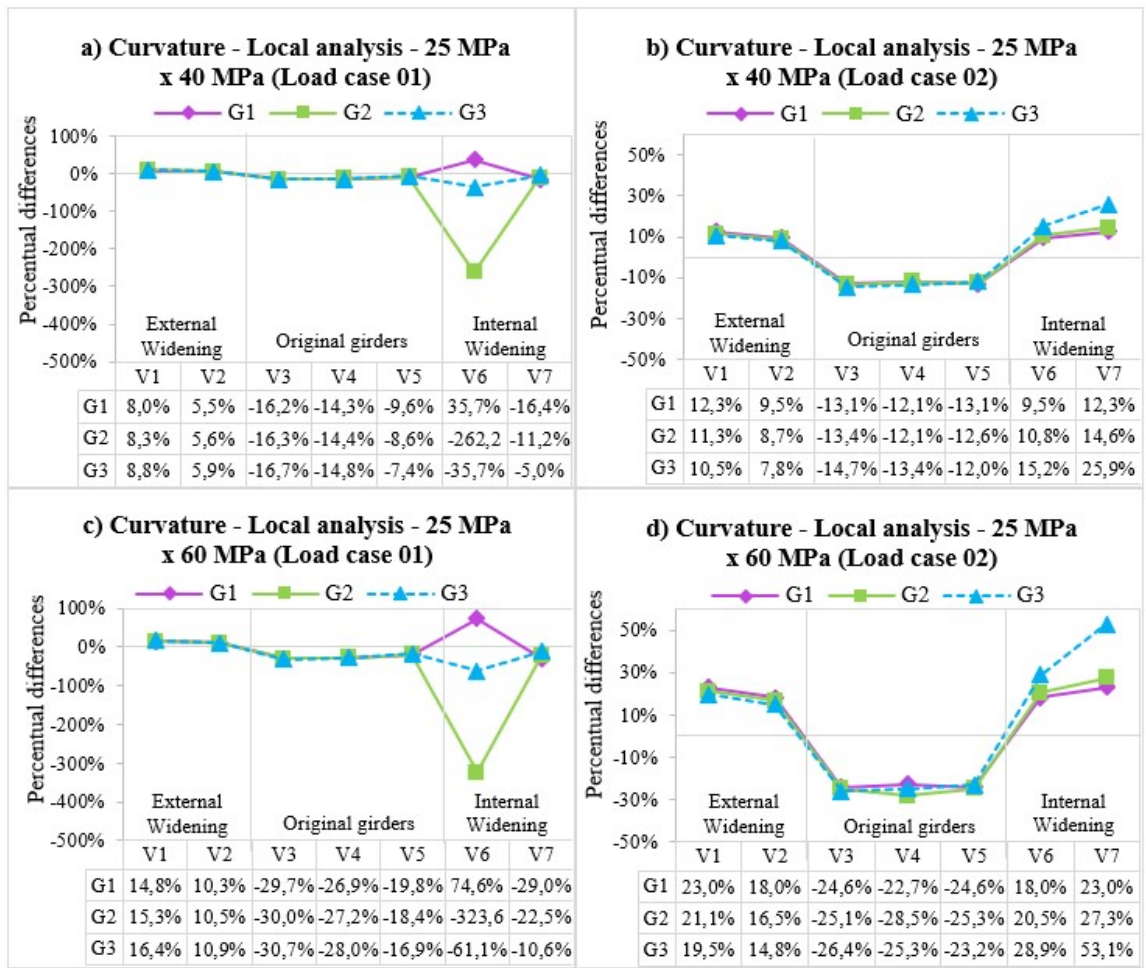 a) Curvature - Local analysis - 25 MPa
x 40 MPa (Load case 01)
G1 G2 G3
Percentual differences
100%
0%
-100%
-200%
-300%
-400%
-500%
External
Widening
Original girders
Internal
Widening
V1 V2 V3 V4 V5 V6 V7
G1 8,0% 5,5% -16,2% -14,3% -9,6% 35,7% -16,4%
G2 8,3% 5,6% -16,3% -14,4% -8,6% -262,2 -11,2%
G3 8,8% 5,9% -16,7% -14,8% -7,4% -35,7% -5,0%
b) Curvature - Local analysis - 25 MPa
x 40 MPa (Load case 02)
G1 G2 G3
Percentual differences
50%
30%
10%
-10%
-30%
-50%
External
Widening
Original girders
Internal
Widening
V1 V2 V3 V4 V5 V6 V7
G1 12,3% 9,5% -13,1% -12,1% -13,1% 9,5% 12,3%
G2 11,3% 8,7% -13,4% -12,1% -12,6% 10,8% 14,6%
G3 10,5% 7,8% -14,7% -13,4% -12,0% 15,2% 25,9%
c) Curvature - Local analysis - 25 MPa
x 60 MPa (Load case 01)
G1 G2 G3
Percentual differences
100%
0%
-100%
-200%
-300%
-400%
-500%
External
Widening
Original girders
Internal
Widening
V1 V2 V3 V4 V5 V6 V7
G1 14,8% 10,3% -29,7% -26,9% -19,8% 74,6% -29,0%
G2 15,3% 10,5% -30,0% -27,2% -18,4% -323,6 -22,5%
G3 16,4% 10,9% -30,7% -28,0% -16,9% -61,1% -10,6%
d) Curvature - Local analysis - 25 MPa
x 60 MPa (Load case 02)
G1 G2 G3
Percentual differences
50%
30%
10%
-10%
-30%
-50%
External
Widening
Original girders
Internal
Widening
V1 V2 V3 V4 V5 V6 V7
G1 23,0% 18,0% -24,6% -22,7% -24,6% 18,0% 23,0%
G2 21,1% 16,5% -25,1% -28,5% -25,3% 20,5% 27,3%
G3 19,5% 14,8% -26,4% -25,3% -23,2% 28,9% 53,1%